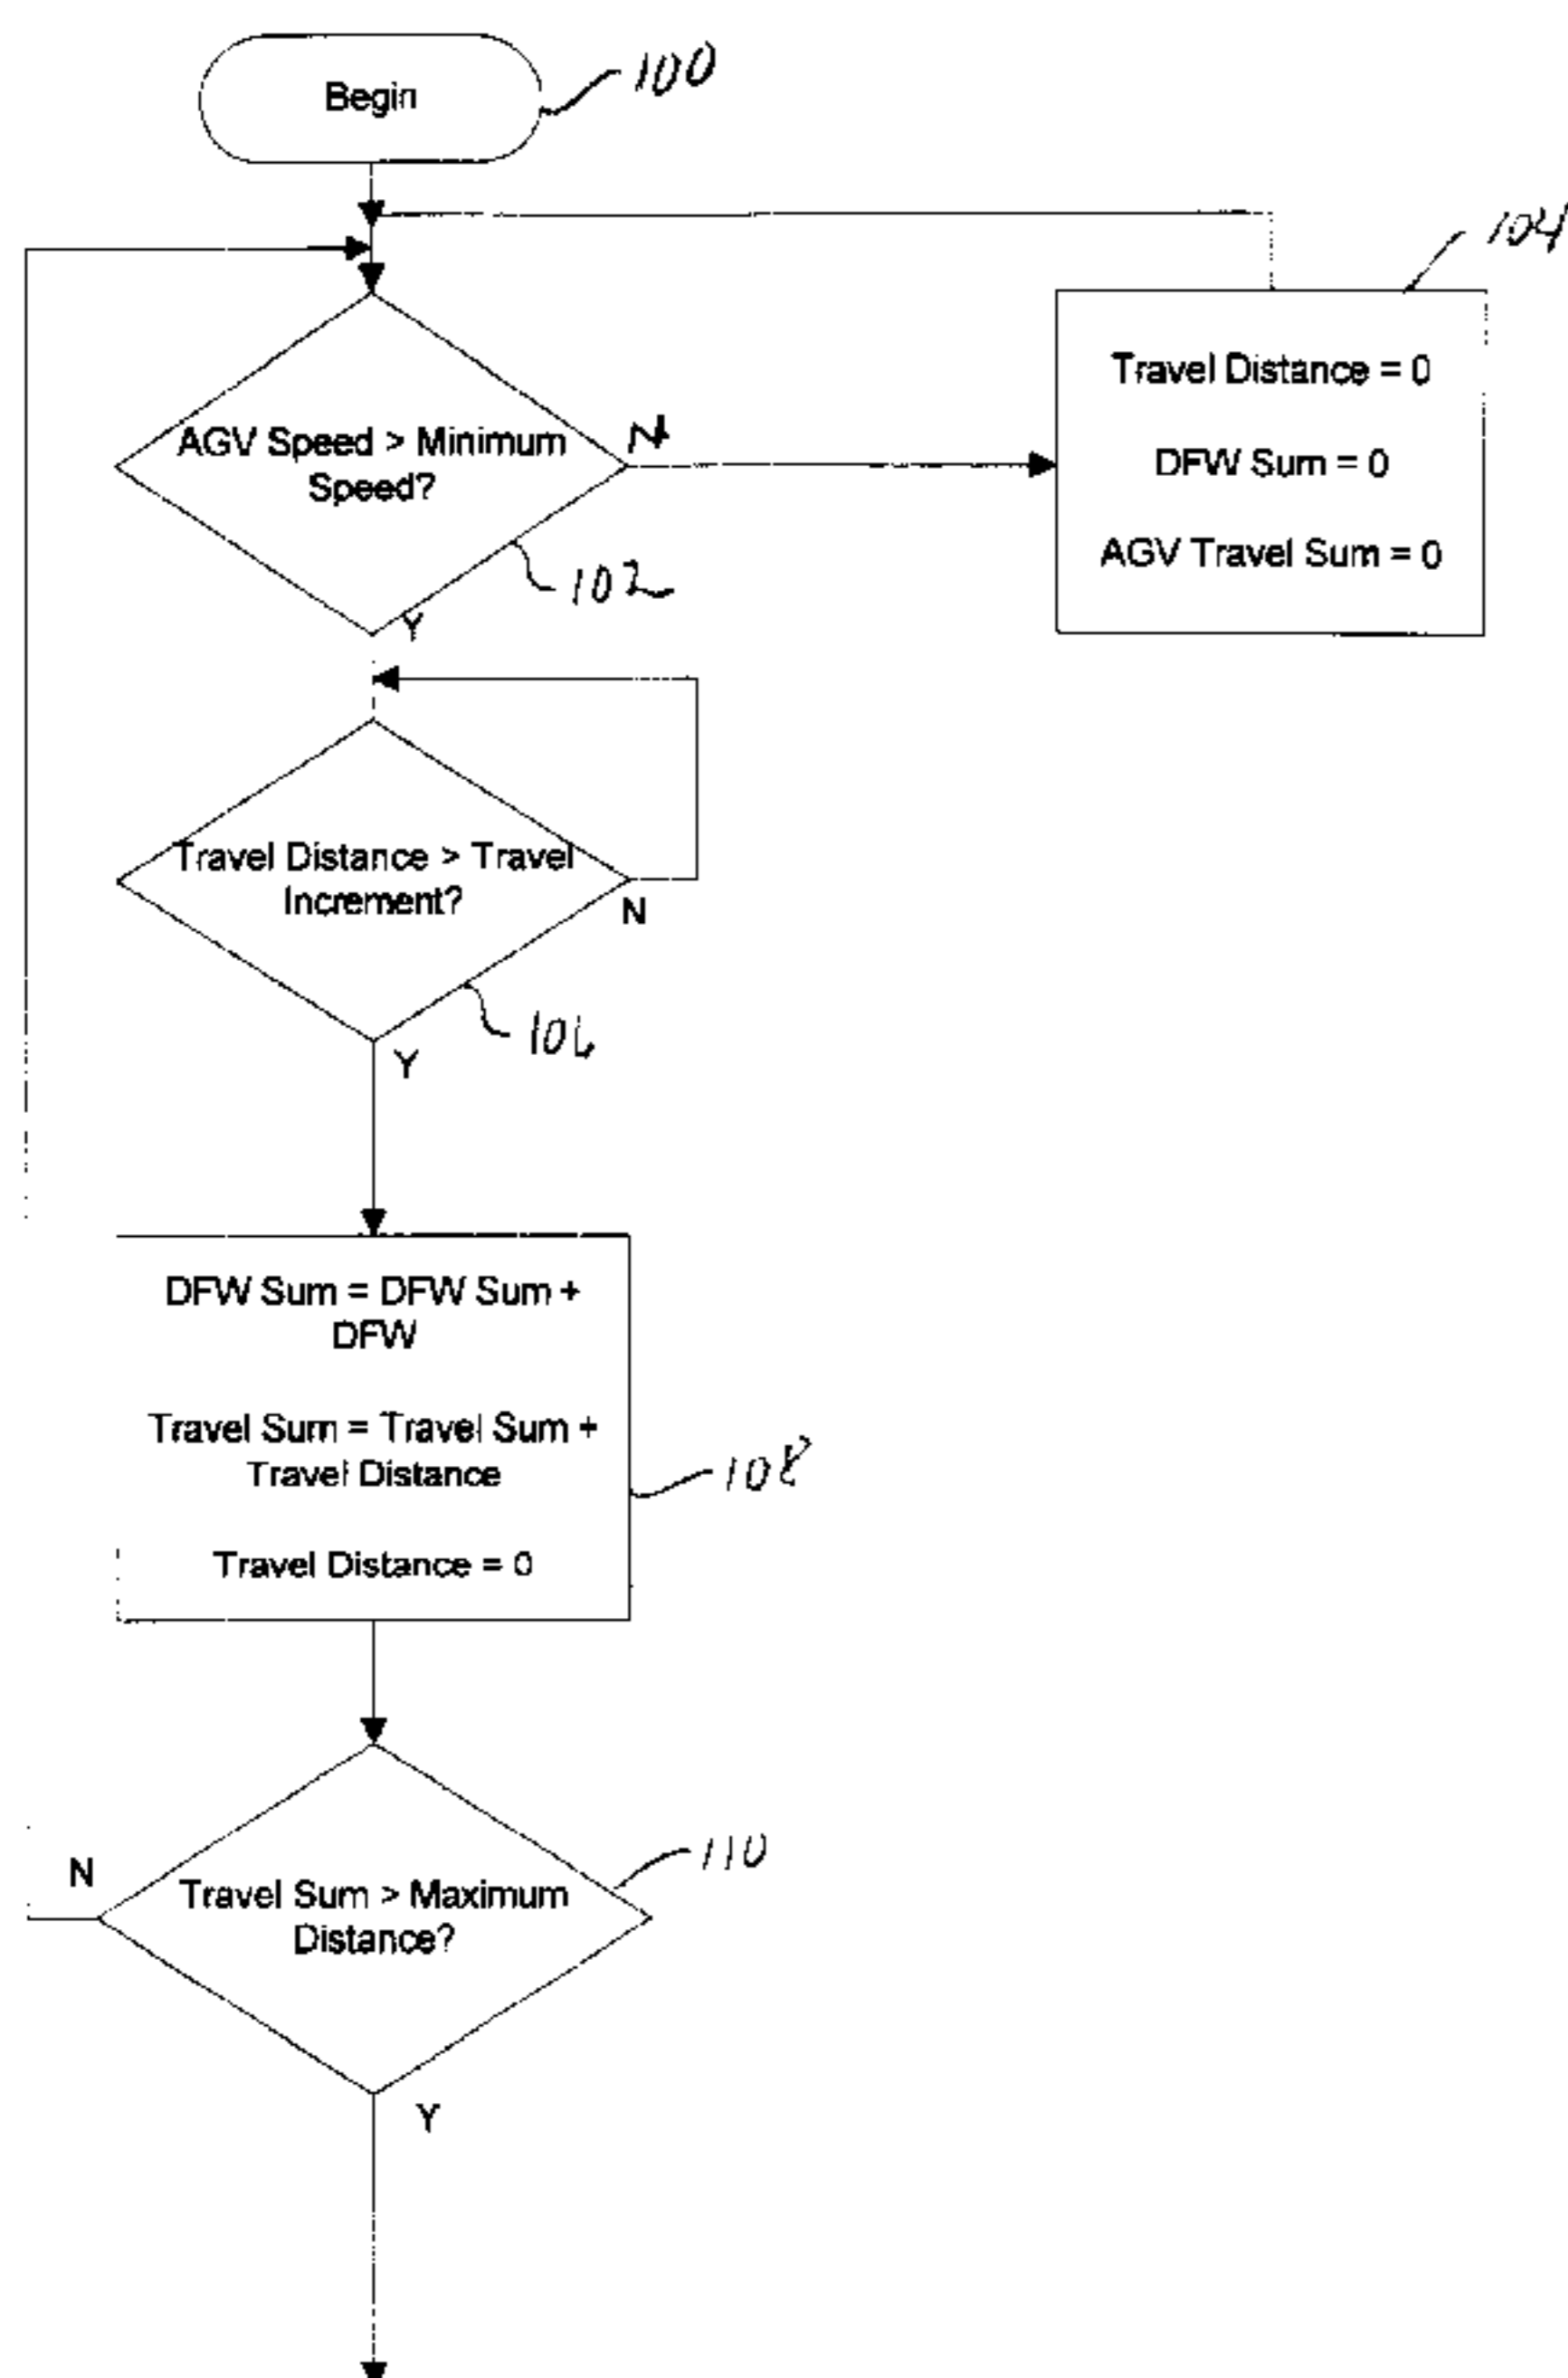 Begin
100
104
Travel Distance = 0
DFW Sum = 0
AGV Travel Sum = 0
AGV Speed > Minimum
Speed?
N
102
Y
Travel Distance > Travel
Increment?
N
106
Y
DFW Sum = DFW Sum +
DFW
Travel Sum = Travel Sum +
Travel Distance
Travel Distance = 0
108
110
N
Travel Sum > Maximum
Distance?
Y